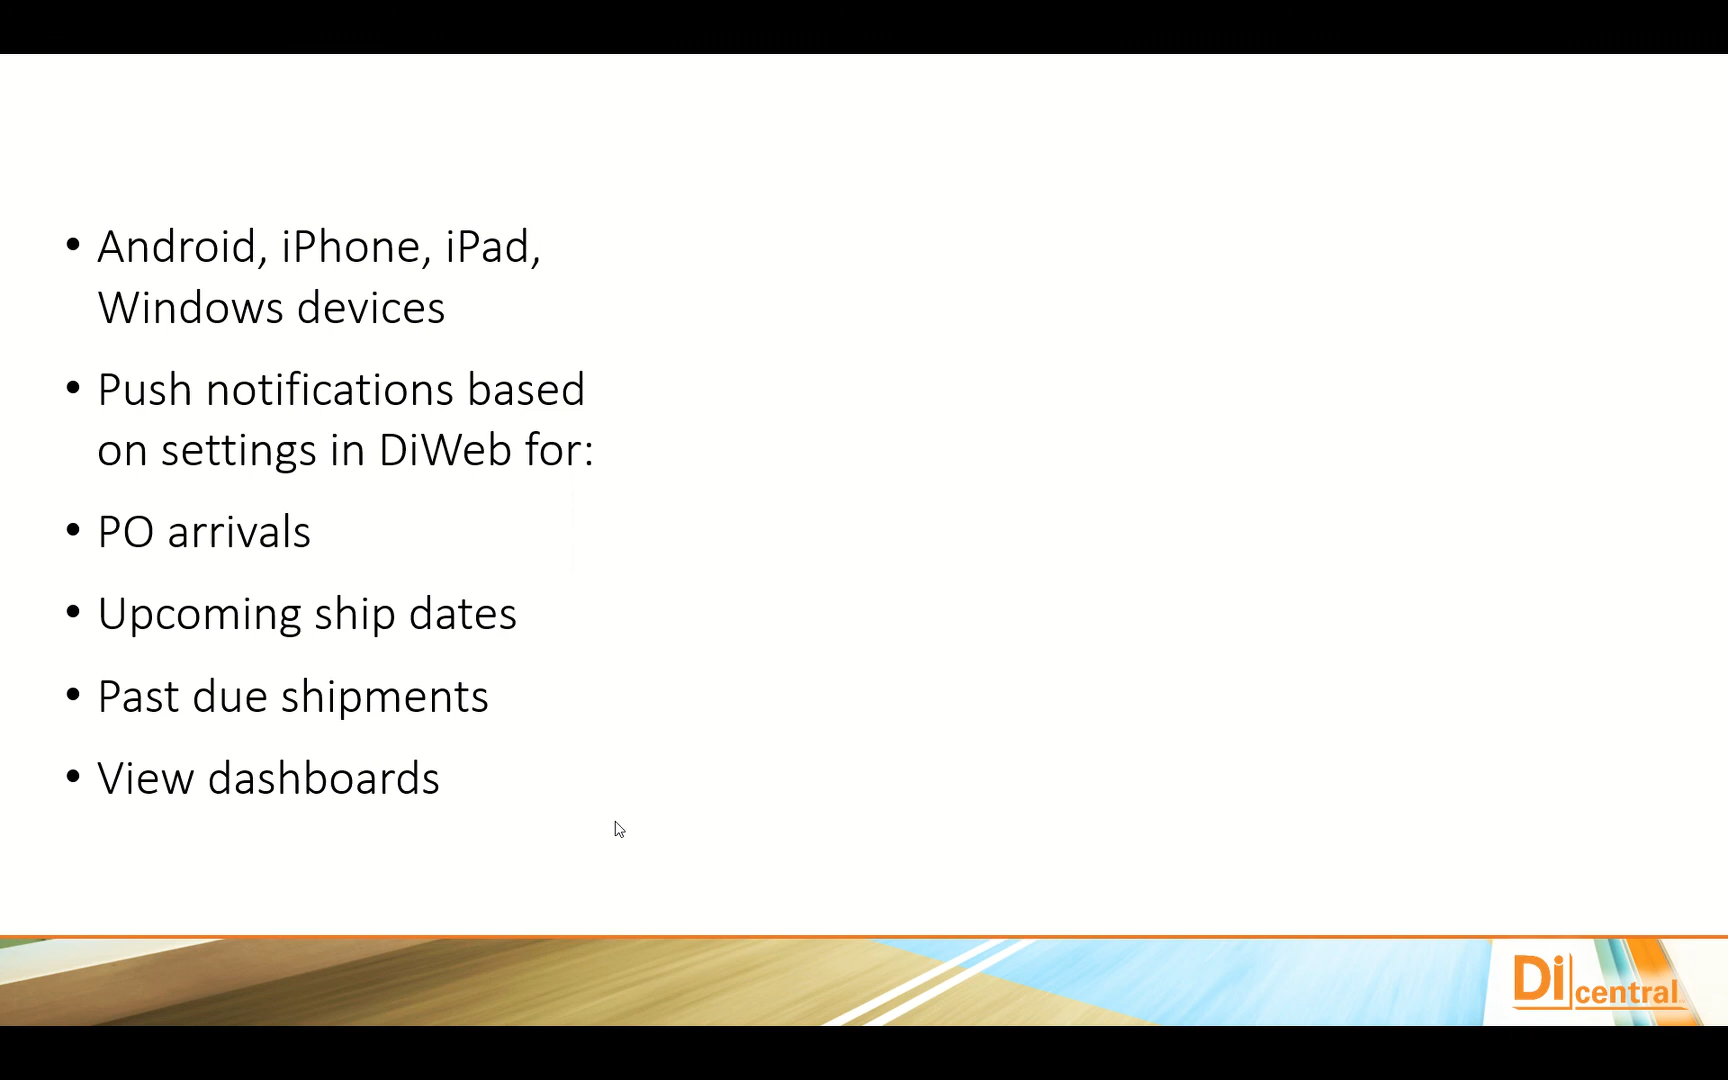 • Android, iPhone, iPad,
Windows devices
• Push notifications based
on settings in DiWeb for:
• PO arrivals
• Upcoming ship dates
• Past due shipments
• View dashboards
Di central